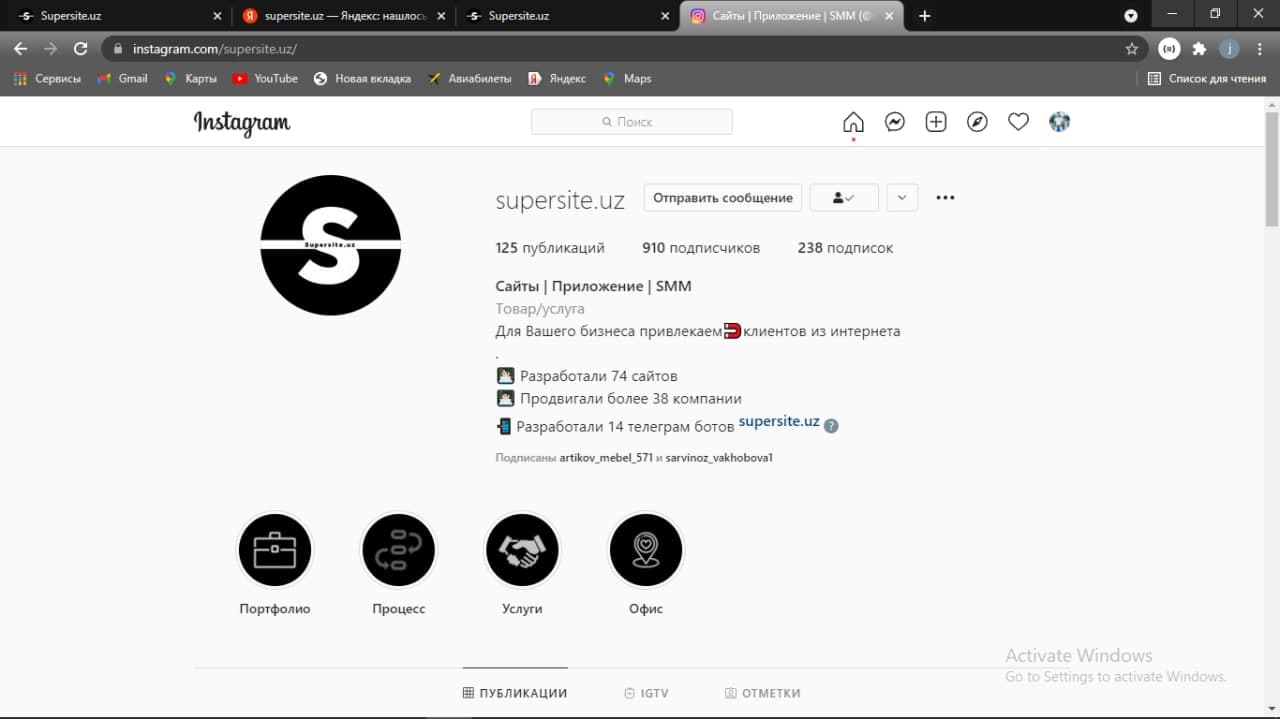 Supersite.uz
supersite.uz — Яндекс: нашлось
Supersite.uz
Сайты | Приложение | SMM (@
instagram.com/supersite.uz/
j
Сервисы Gmail Карты YouTube Новая вкладка Авиабилеты Яндекс Maps Список для чтения
Instagram
Поиск
S
Supersite.uz
supersite.uz Отправить сообщение
125 публикаций 910 подписчиков 238 подписок
Сайты | Приложение | SMM
Товар/услуга
Для Вашего бизнеса привлекаем клиентов из интернета
.
Разработали 74 сайтов
Продвигали более 38 компании
Разработали 14 телеграм ботов supersite.uz ?
Подписаны artikov_mebel_571 и sarvinoz_vakhobova1
Портфолио Процесс Услуги Офис
Activate Windows
Go to Settings to activate Windows.
ПУБЛИКАЦИИ IGTV ОТМЕТКИ